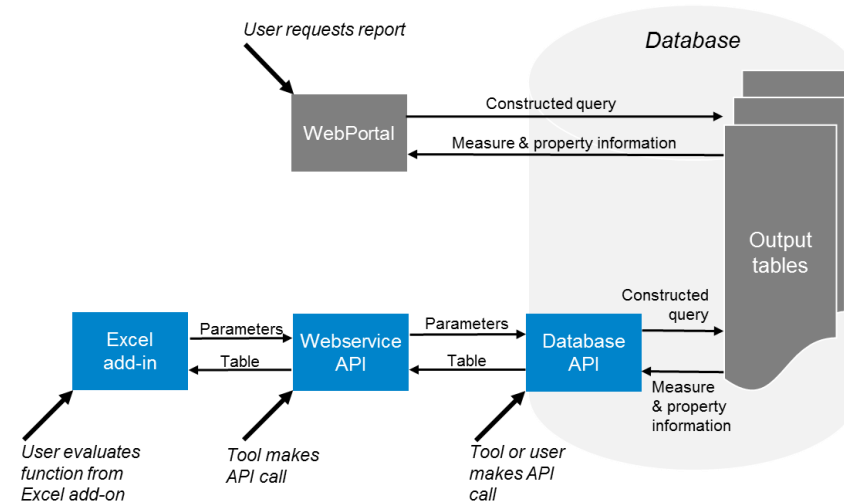 User requests report
Database
Constructed query
WebPortal
Measure & property information
Output
tables
Constructed
query
Excel
add-in
Parameters
Table
Webservice
API
Parameters
Table
Database
API
Measure
& property
information
User evaluates
function from
Excel add-on
Tool makes
API call
Tool or user
makes API
call